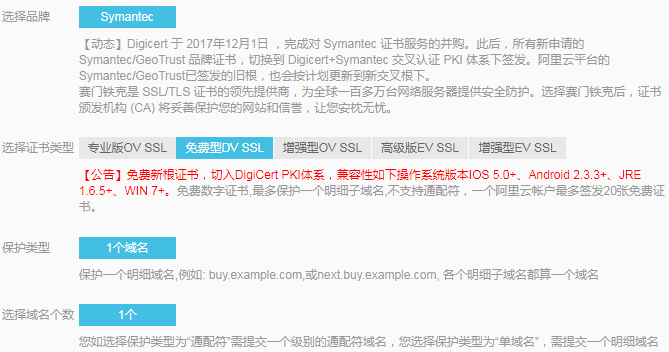 选择品牌 Symantec
【动态】Digicert 于 2017年12月1日 ，完成对 Symantec 证书服务的并购。此后，所有新申请的
Symantec/GeoTrust 品牌证书，切换到 Digicert+Symantec 交叉认证 PKI 体系下签发。阿里云平台的
Symantec/GeoTrust已签发的旧根，也会按计划更新到新交叉根下。
赛门铁克是 SSL/TLS 证书的领先提供商，为全球一百多万台网络服务器提供安全防护。选择赛门铁克后，证书
颁发机构 (CA) 将妥善保护您的网站和信誉，让您安枕无忧。
选择证书类型 专业版OV SSL 免费型DV SSL 增强型OV SSL 高级版EV SSL 增强型EV SSL
【公告】免费新根证书，切入DigiCert PKI体系，兼容性如下操作系统版本IOS 5.0+、Android 2.3.3+、JRE
1.6.5+、WIN 7+。免费数字证书,最多保护一个明细子域名,不支持通配符，一个阿里云帐户最多签发20张免费证
书。
保护类型 1个域名
保护一个明细域名,例如: buy.example.com,或next.buy.example.com, 各个明细子域名都算一个域名
选择域名个数 1个
您如选择保护类型为“通配符”需提交一个级别的通配符域名，您选择保护类型为“单域名”，需提交一个明细域名